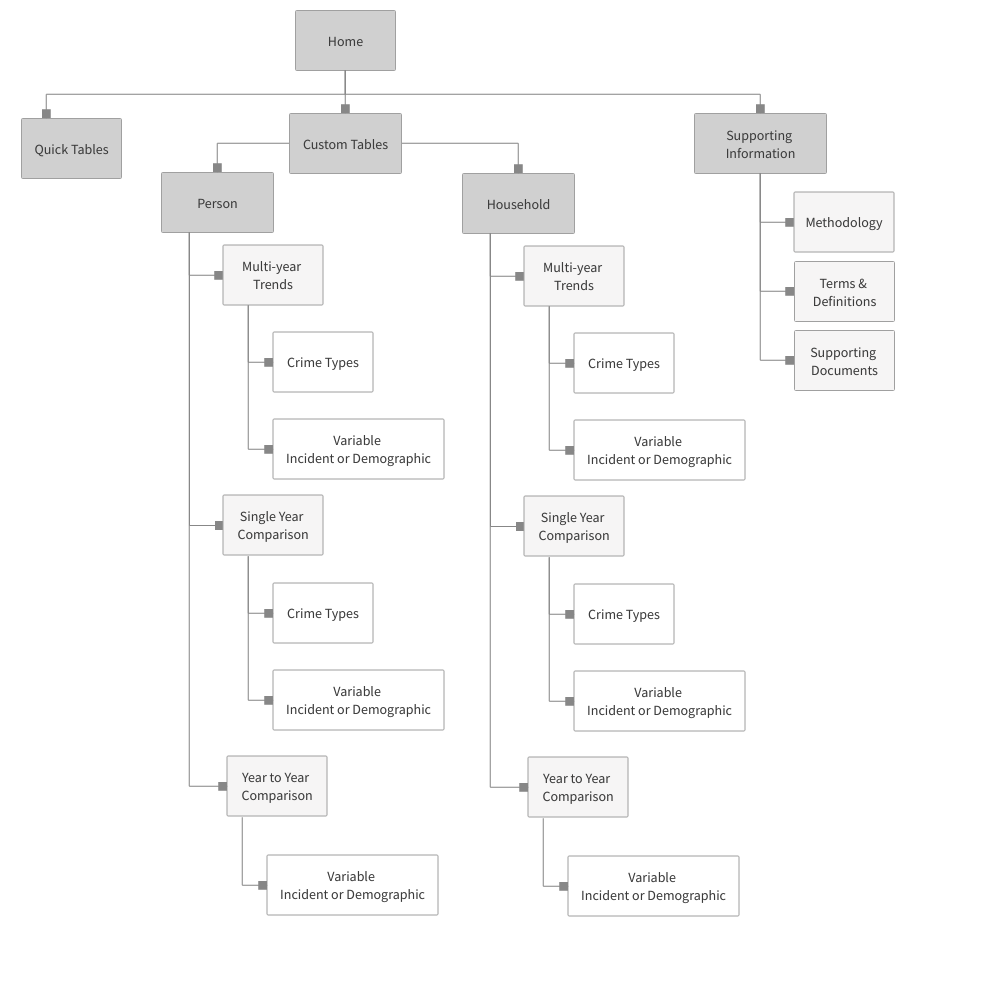 Home
Quick Tables
Custom Tables
Supporting
Information
Person
Household
Methodology
Terms &
Definitions
Supporting
Documents
Multi-year
Trends
Crime Types
Variable
Incident or Demographic
Single Year
Comparison
Crime Types
Variable
Incident or Demographic
Year to Year
Comparison
Variable
Incident or Demographic
Multi-year
Trends
Crime Types
Variable
Incident or Demographic
Single Year
Comparison
Crime Types
Variable
Incident or Demographic
Year to Year
Comparison
Variable
Incident or Demographic